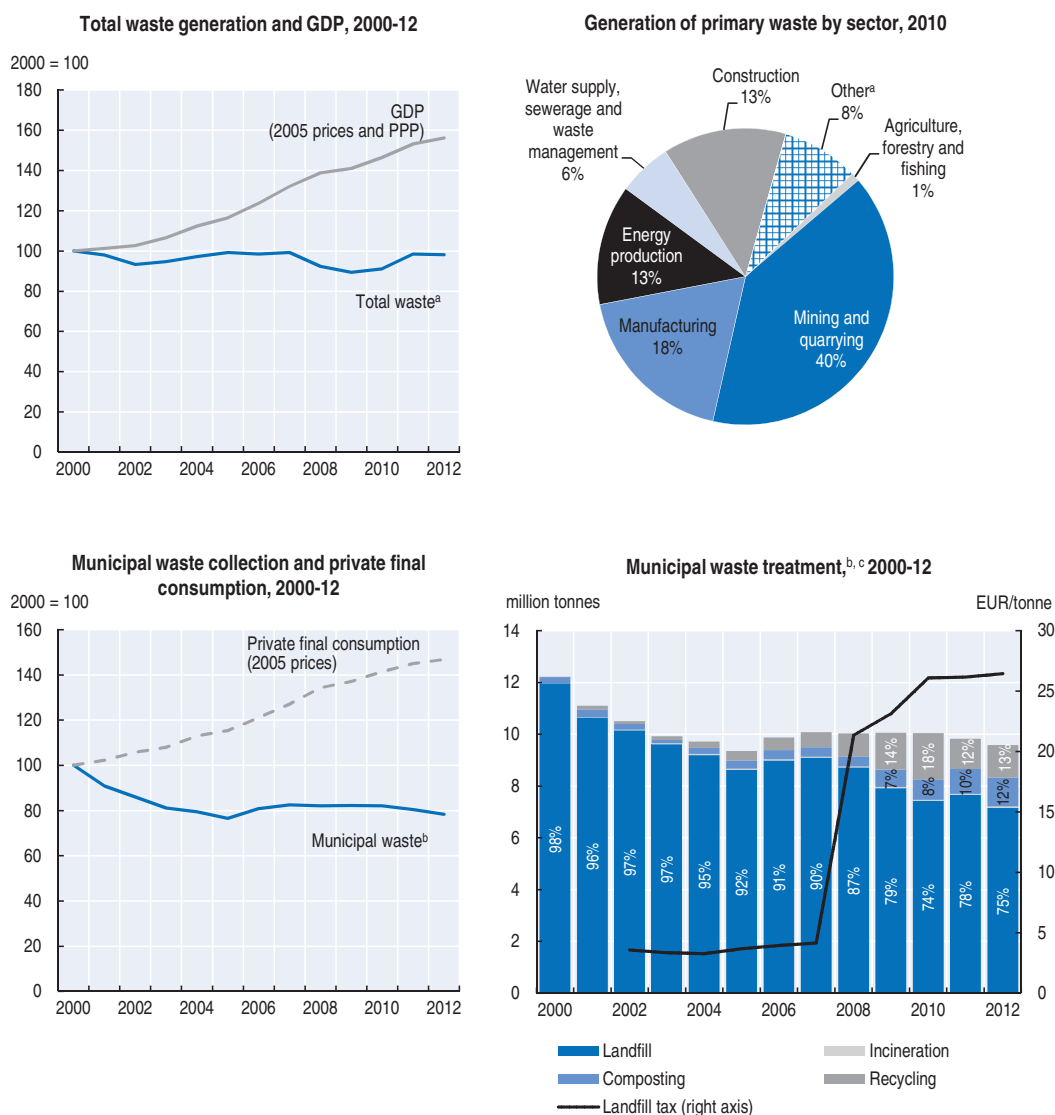 Total waste generation and GDP, 2000-12
2000 = 100
180
160
140
120
100
80
60
40
20
0
2000 2002 2004 2006 2008 2010 2012
GDP
(2005 prices and PPP)
Total wasteᵃ
Generation of primary waste by sector, 2010
Construction
13%
Otherᵃ
8%
Agriculture,
forestry and
fishing
1%
Mining and
quarrying
40%
Manufacturing
18%
Energy
production
13%
Water supply,
sewerage and
waste
management
6%
Municipal waste collection and private final
consumption, 2000-12
2000 = 100
160
140
120
100
80
60
40
20
0
2000 2002 2004 2006 2008 2010 2012
Private final consumption
(2005 prices)
Municipal wasteᵇ
Municipal waste treatment,ᵇ, ᶜ 2000-12
million tonnes
EUR/tonne
14
12
10
8
6
4
2
0
30
25
20
15
10
5
0
98%
96%
97%
97%
95%
92%
91%
90%
87%
79%
74%
78%
75%
7%
8%
10%
12%
14%
18%
12%
13%
2000 2002 2004 2006 2008 2010 2012
Landfill
Incineration
Composting
Recycling
Landfill tax (right axis)